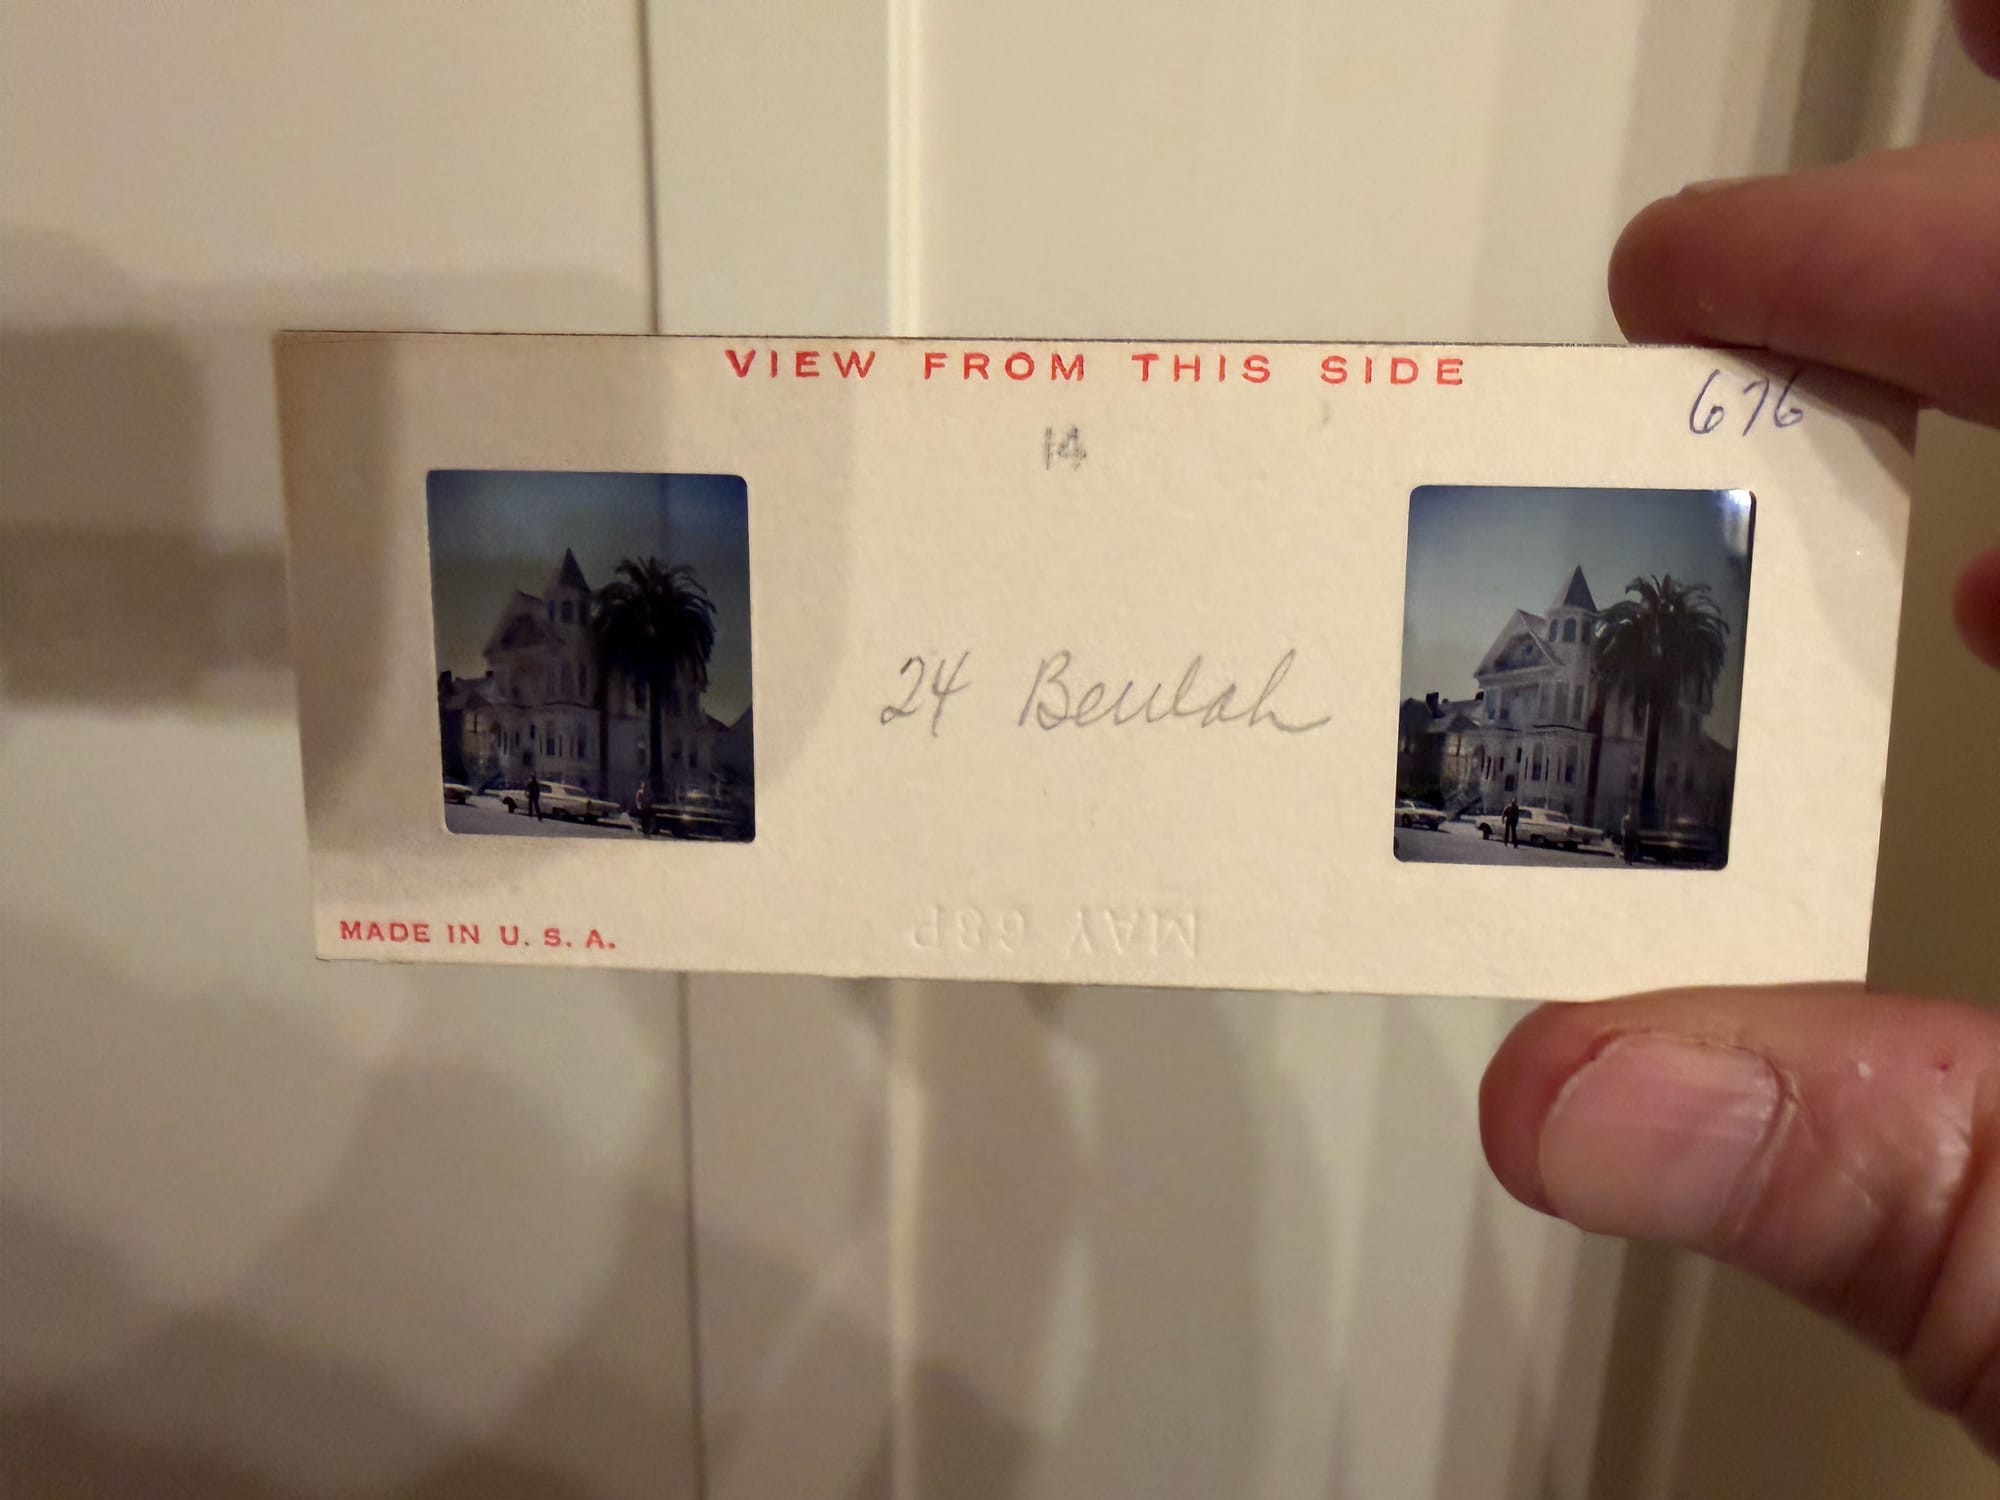 VIEW FROM THIS SIDE
676
14
24 Beulah
MADE IN U. S. A.
MAY 68P